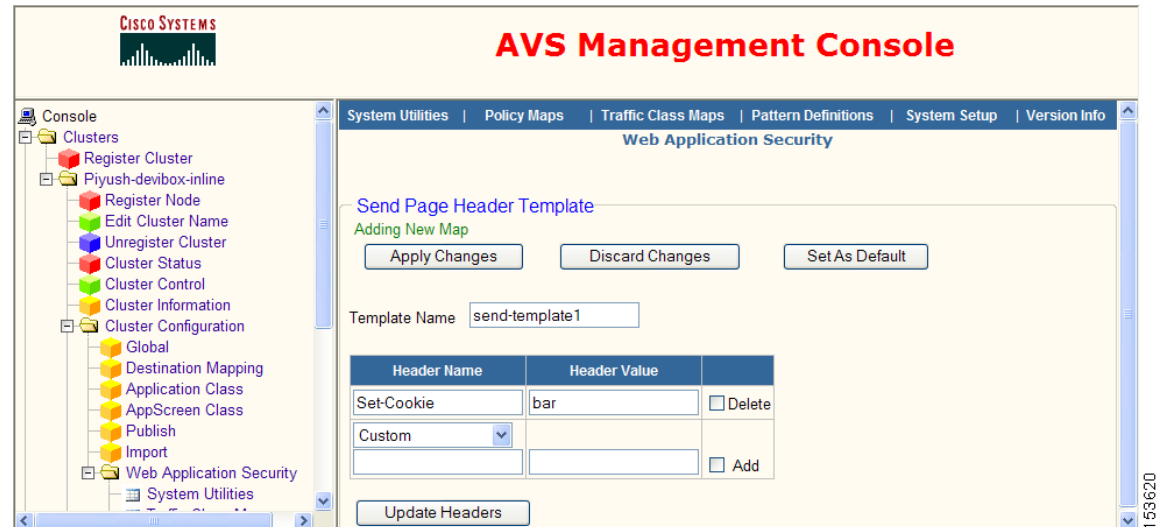 CISCO SYSTEMS
AVS Management Console
Console
Clusters
Register Cluster
Piyush-devibox-inline
Register Node
Edit Cluster Name
Unregister Cluster
Cluster Status
Cluster Control
Cluster Information
Cluster Configuration
Global
Destination Mapping
Application Class
AppScreen Class
Publish
Import
Web Application Security
System Utilities
System Utilities | Policy Maps | Traffic Class Maps | Pattern Definitions | System Setup | Version Info
Web Application Security
Send Page Header Template
Adding New Map
Apply Changes Discard Changes Set As Default
Template Name send-template1
Header Name Header Value
Set-Cookie bar Delete
Custom
Add
Update Headers
153620